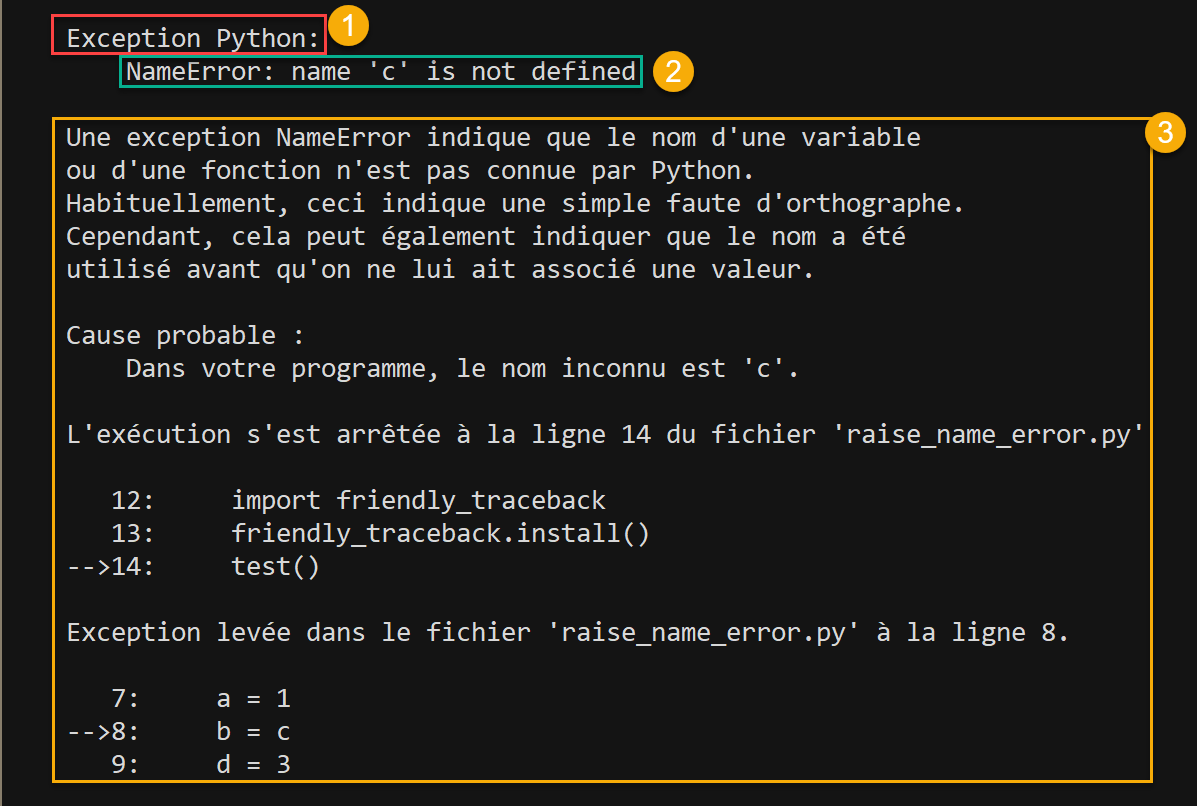 Exception Python: 1
NameError: name 'c' is not defined 2
3
Une exception NameError indique que le nom d'une variable
ou d'une fonction n'est pas connue par Python.
Habituellement, ceci indique une simple faute d'orthographe.
Cependant, cela peut également indiquer que le nom a été
utilisé avant qu'on ne lui ait associé une valeur.
Cause probable :
Dans votre programme, le nom inconnu est 'c'.
L'exécution s'est arrêtée à la ligne 14 du fichier 'raise_name_error.py'
12: import friendly_traceback
13: friendly_traceback.install()
-->14: test()
Exception levée dans le fichier 'raise_name_error.py' à la ligne 8.
7: a = 1
-->8: b = c
9: d = 3